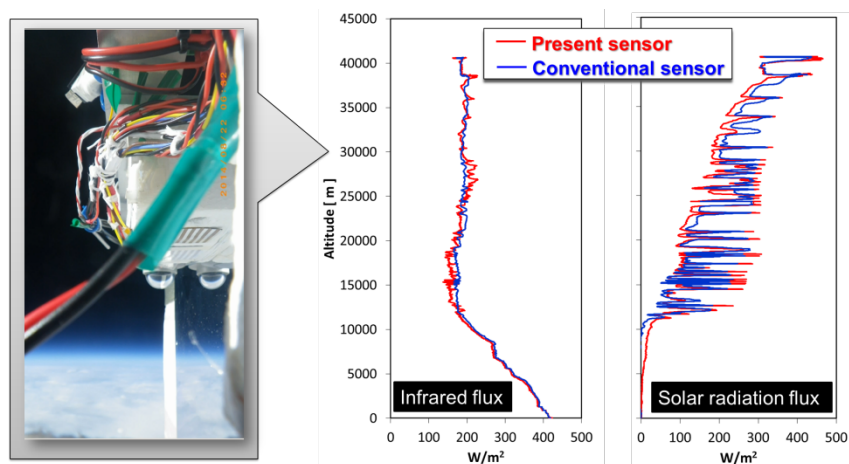 45000
40000
35000
30000
25000
20000
15000
10000
5000
0
Altitude [ m ]
Present sensor
Conventional sensor
Infrared flux
Solar radiation flux
0 100 200 300 400 500
W/m²
0 100 200 300 400 500
W/m²